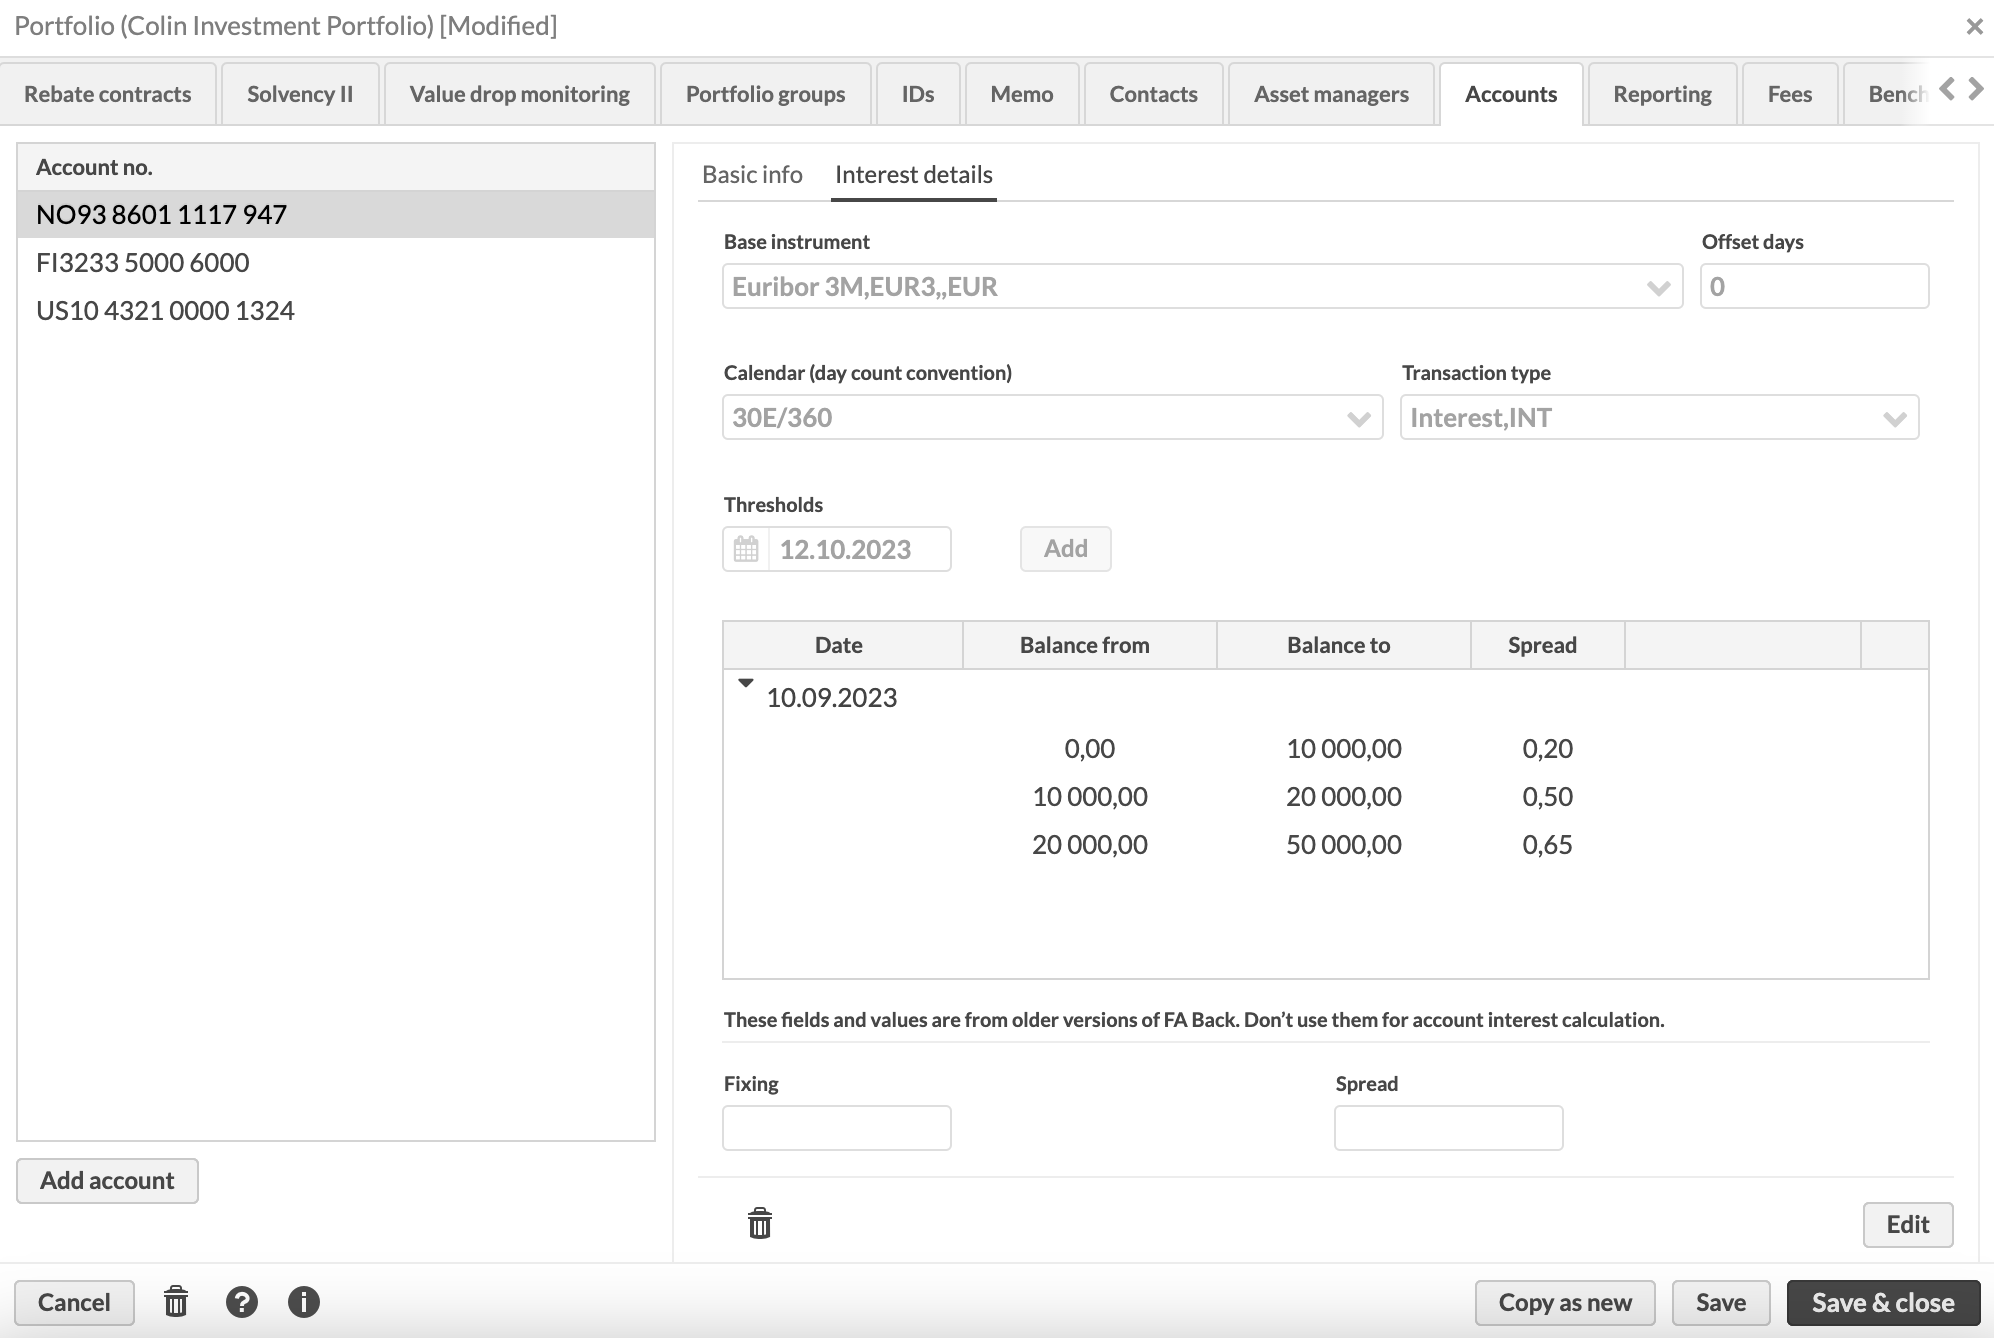 Portfolio (Colin Investment Portfolio) [Modified]
Rebate contracts Solvency II Value drop monitoring Portfolio groups IDs Memo Contacts Asset managers Accounts Reporting Fees Bench
Account no.
NO93 8601 1117 947
FI3233 5000 6000
US10 4321 0000 1324
Add account
Basic info Interest details
Base instrument Offset days
Euribor 3M,EUR3,,EUR 0
Calendar (day count convention) Transaction type
30E/360 Interest,INT
Thresholds
12.10.2023 Add
Date Balance from Balance to Spread
10.09.2023
0,00 10 000,00 0,20
10 000,00 20 000,00 0,50
20 000,00 50 000,00 0,65
These fields and values are from older versions of FA Back. Don’t use them for account interest calculation.
Fixing Spread
Edit
Cancel ? i Copy as new Save Save & close